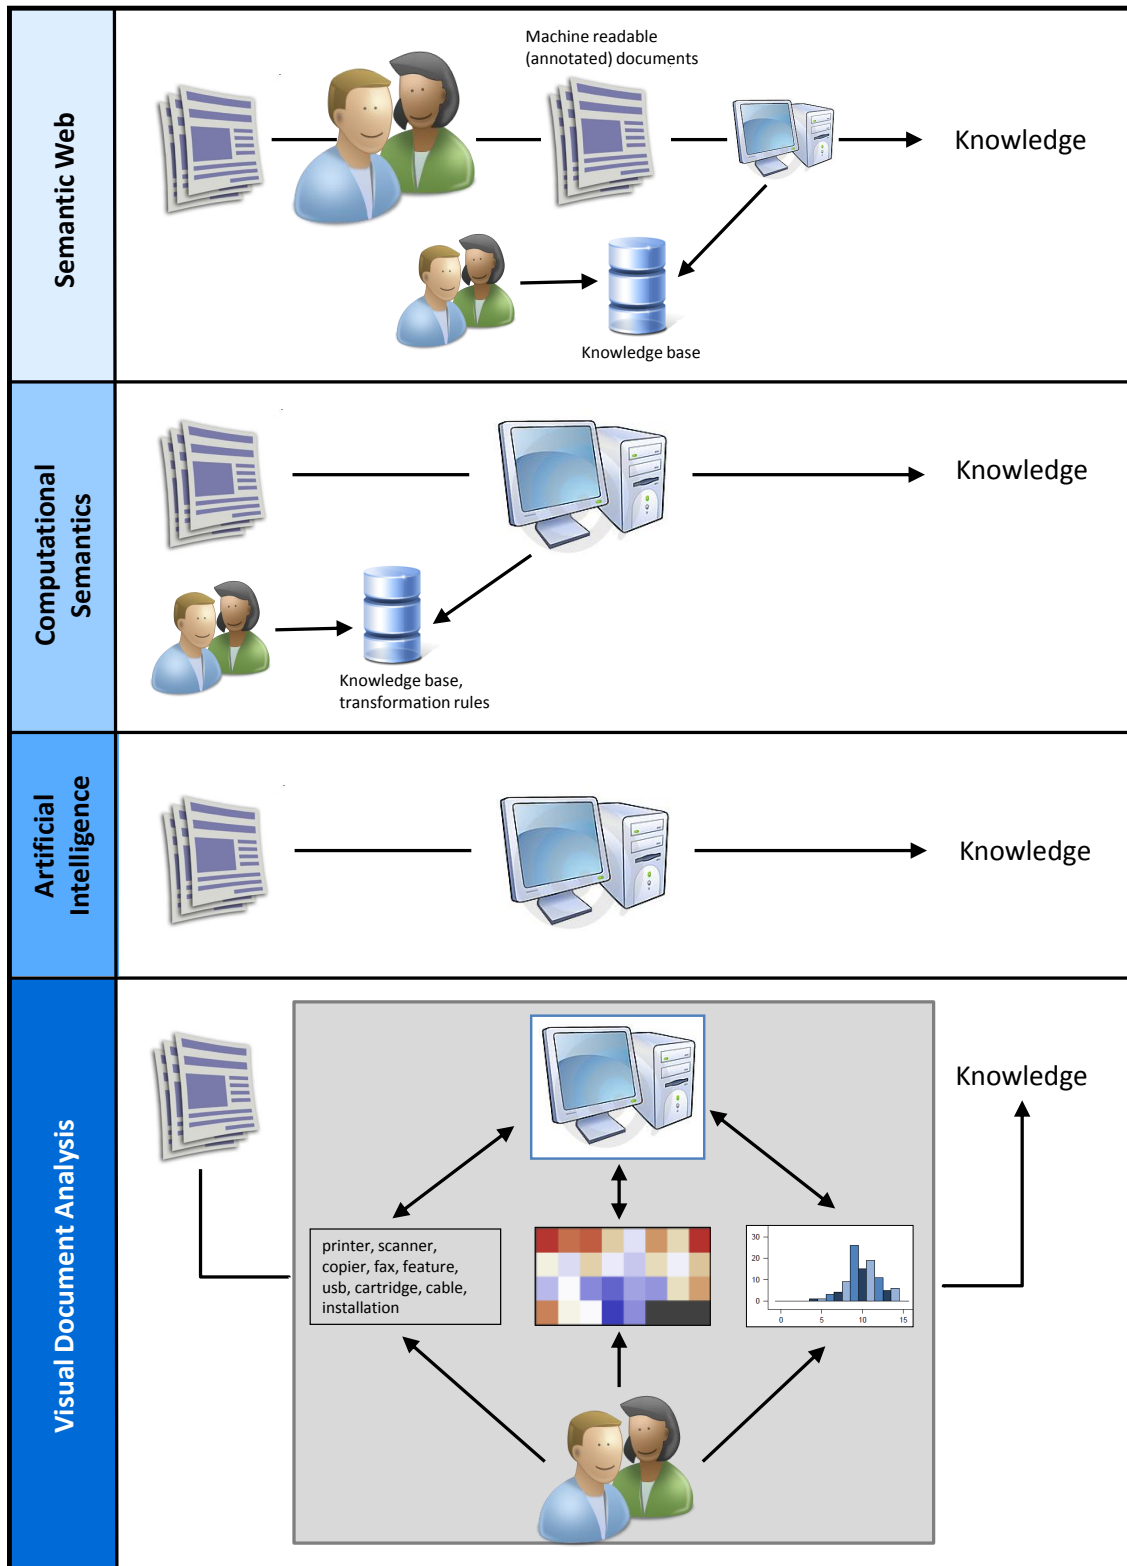 Semantic Web
Machine readable
(annotated) documents
Knowledge
Knowledge base
Computational
Semantics
Knowledge
Knowledge base,
transformation rules
Artificial
Intelligence
Knowledge
Visual Document Analysis
Knowledge
printer, scanner,
copier, fax, feature,
usb, cartridge, cable,
installation
30
20
10
0
0 5 10 15